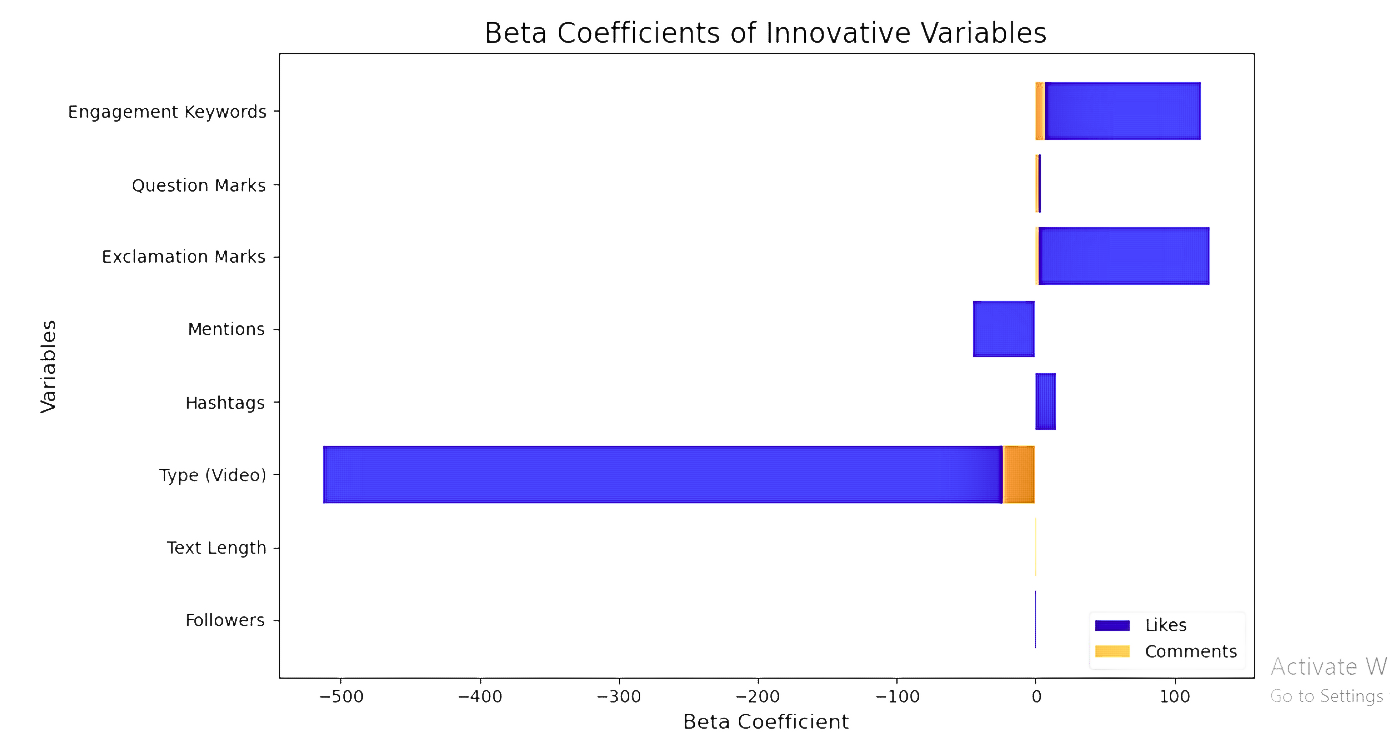 Beta Coefficients of Innovative Variables
Engagement Keywords
Question Marks
Exclamation Marks
Mentions
Hashtags
Type (Video)
Text Length
Followers
Variables
Likes
Comments
−500 −400 −300 −200 −100 0 100
Beta Coefficient
Activate W
Go to Settings